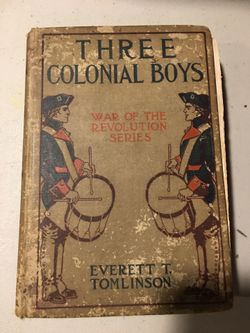 THREE
COLONIAL BOYS
WAR OF THE
REVOLUTION
SERIES
EVERETT T.
TOMLINSON